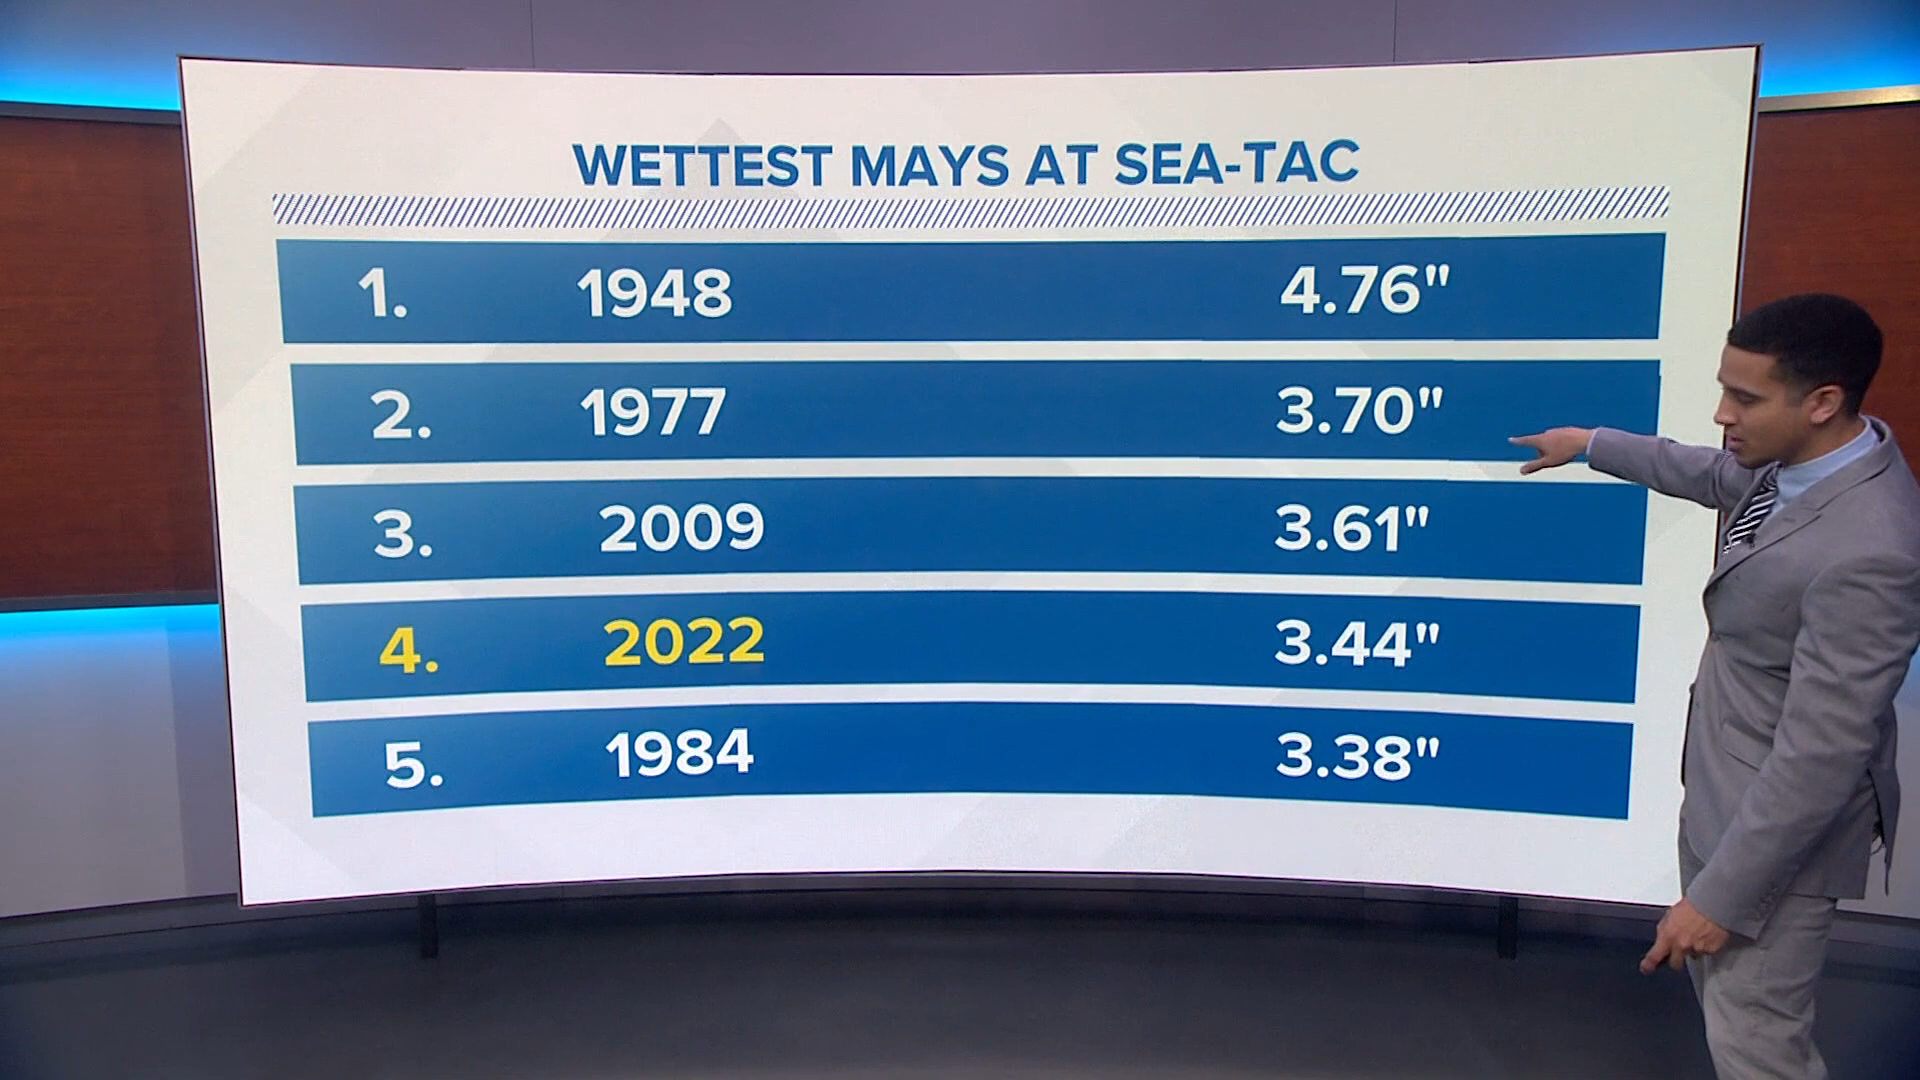 WETTEST MAYS AT SEA-TAC
1. 1948 4.76"
2. 1977 3.70"
3. 2009 3.61"
4. 2022 3.44"
5. 1984 3.38"